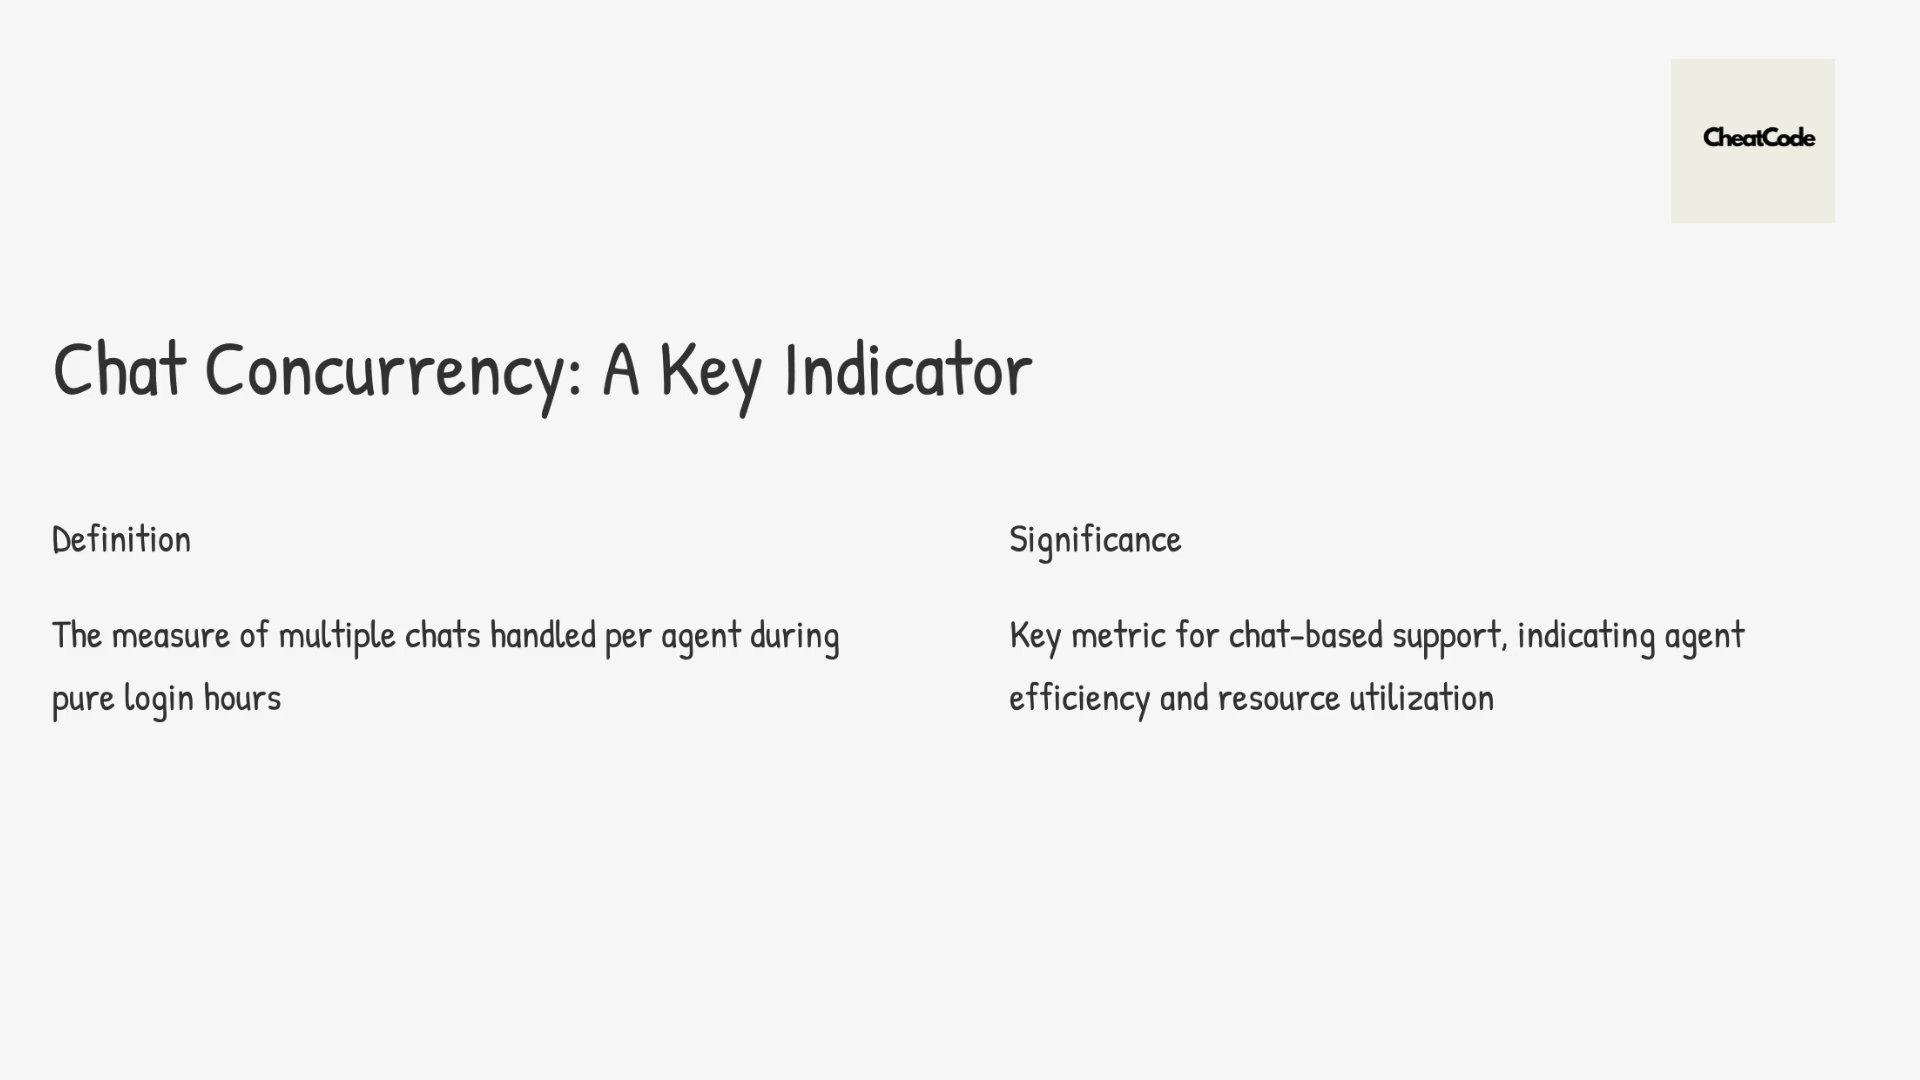 CheatCode
Chat Concurrency: A Key Indicator
Definition
The measure of multiple chats handled per agent during
pure login hours
Significance
Key metric for chat-based support, indicating agent
efficiency and resource utilization